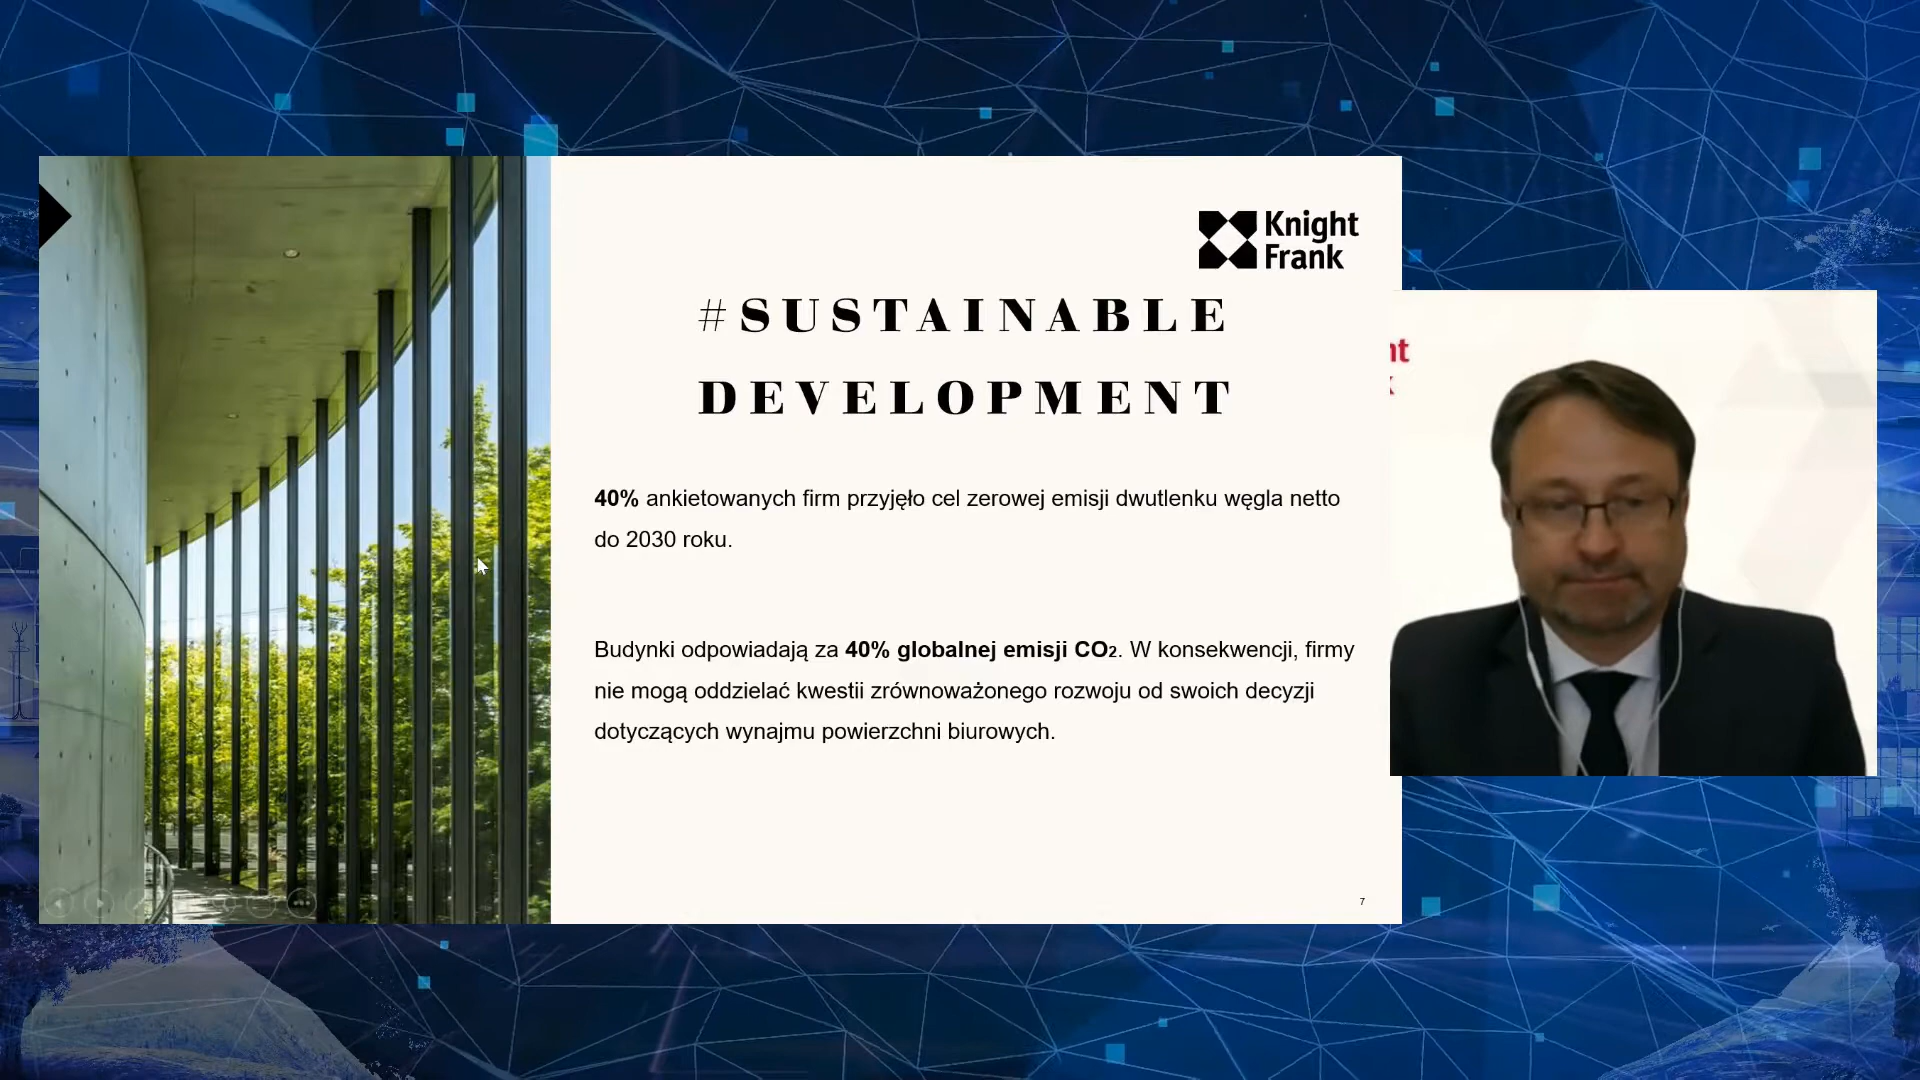 Knight
Frank
#SUSTAINABLE
DEVELOPMENT
40% ankietowanych firm przyjęło cel zerowej emisji dwutlenku węgla netto
do 2030 roku.
Budynki odpowiadają za 40% globalnej emisji CO₂. W konsekwencji, firmy
nie mogą oddzielać kwestii zrównoważonego rozwoju od swoich decyzji
dotyczących wynajmu powierzchni biurowych.
7